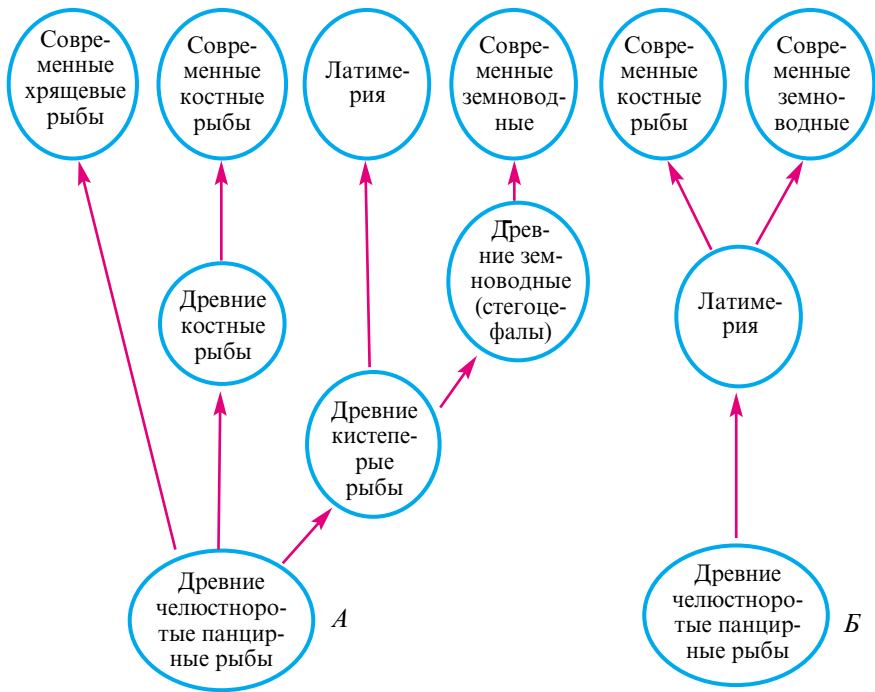 Совре-
менные
хрящевые
рыбы
Совре-
менные
костные
рыбы
Латиме-
рия
Совре-
менные
земновод-
ные
Совре-
менные
костные
рыбы
Совре-
менные
земно-
водные
Древние
костные
рыбы
Древ-
ние зем-
новодные
(стегоце-
фалы)
Латиме-
рия
Древние
кистепе-
рые
рыбы
Древние
челюстноро-
тые панцир-
ные рыбы
А
Древние
челюстноро-
тые панцир-
ные рыбы
Б